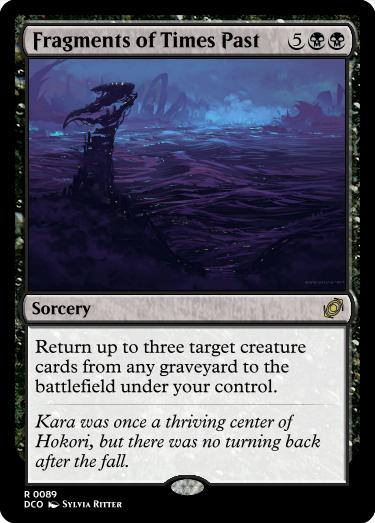 Fragments of Times Past 5
Sorcery
Return up to three target creature
cards from any graveyard to the
battlefield under your control.
Kara was once a thriving center of
Hokori, but there was no turning back
after the fall.
R 0089
DCO Sylvia Ritter